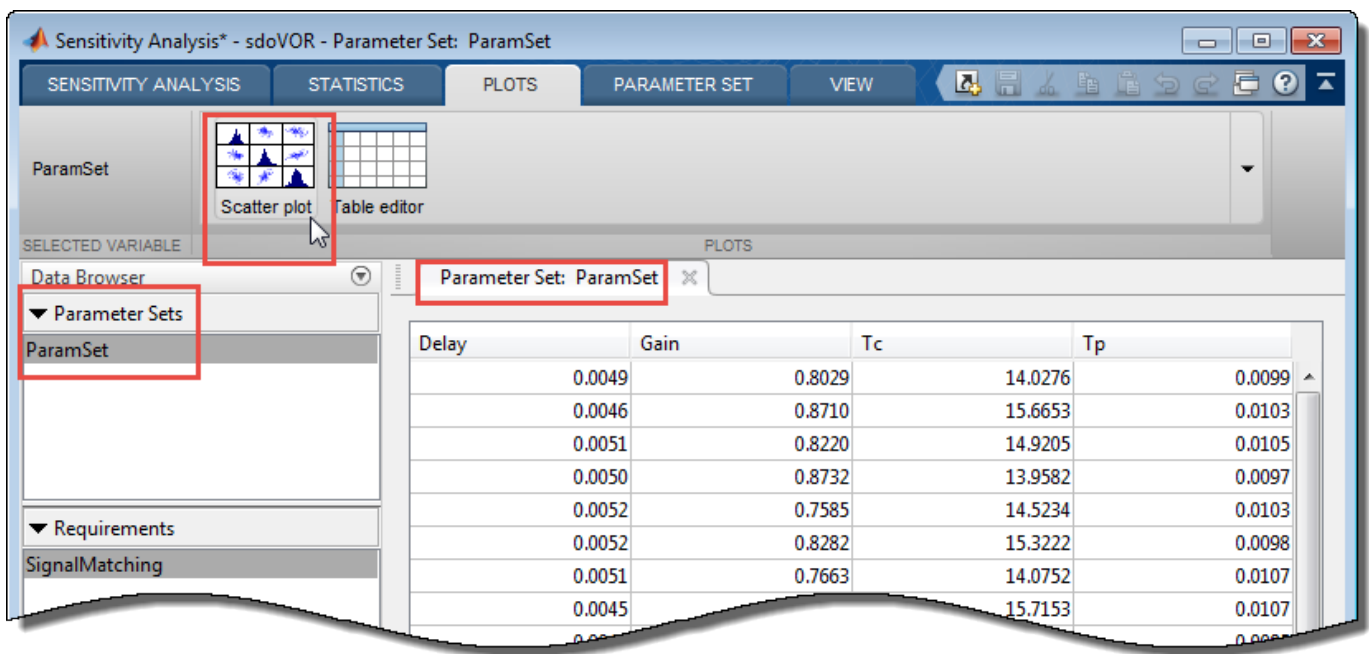 Sensitivity Analysis* - sdoVOR - Parameter Set: ParamSet
SENSITIVITY ANALYSIS STATISTICS PLOTS PARAMETER SET VIEW
ParamSet
Scatter plot Table editor
SELECTED VARIABLE PLOTS
Data Browser
Parameter Set: ParamSet
Parameter Sets
ParamSet
Requirements
SignalMatching
Delay Gain Tc Tp
0.0049 0.8029 14.0276 0.0099
0.0046 0.8710 15.6653 0.0103
0.0051 0.8220 14.9205 0.0105
0.0050 0.8732 13.9582 0.0097
0.0052 0.7585 14.5234 0.0103
0.0052 0.8282 15.3222 0.0098
0.0051 0.7663 14.0752 0.0107
0.0045 15.7153 0.0107